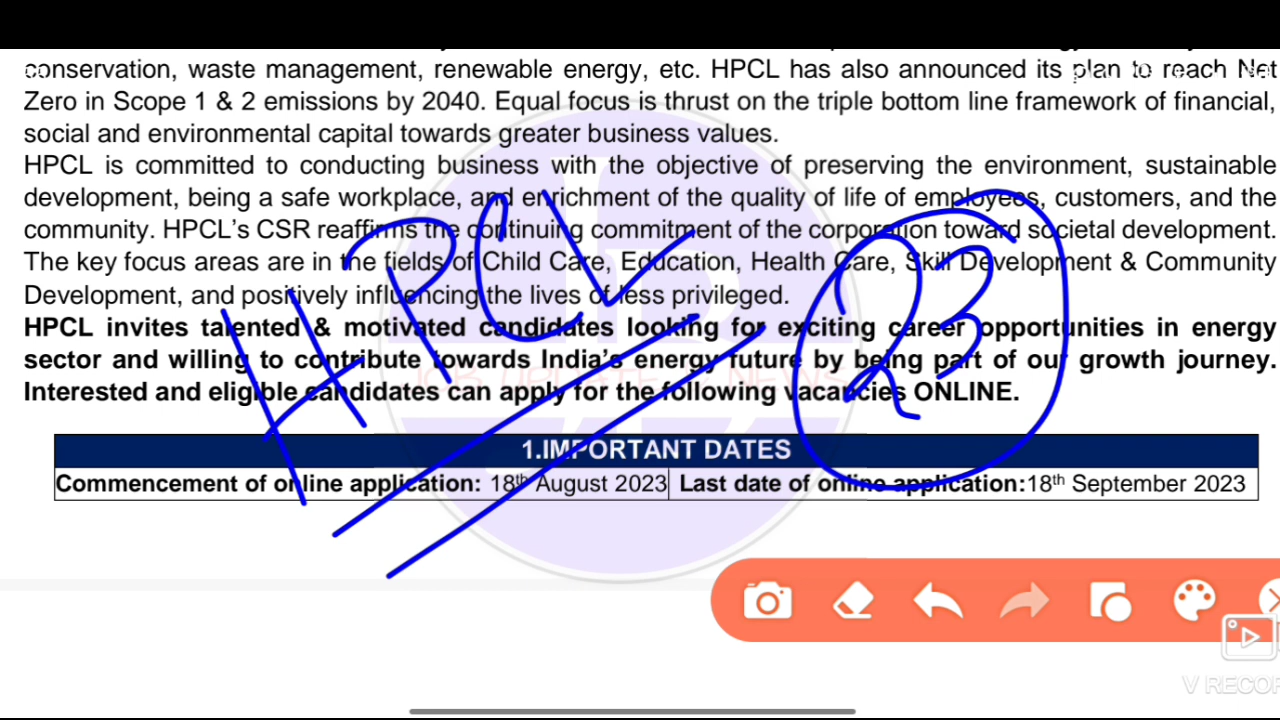 conservation, waste management, renewable energy, etc. HPCL has also announced its plan to reach Net
Zero in Scope 1 & 2 emissions by 2040. Equal focus is thrust on the triple bottom line framework of financial,
social and environmental capital towards greater business values.
HPCL is committed to conducting business with the objective of preserving the environment, sustainable
development, being a safe workplace, and enrichment of the quality of life of employees, customers, and the
community. HPCL's CSR reaffirms the continuing commitment of the corporation toward societal development.
The key focus areas are in the fields of Child Care, Education, Health Care, Skill Development & Community
Development, and positively influencing the lives of less privileged.
HPCL invites talented & motivated candidates looking for exciting career opportunities in energy
sector and willing to contribute towards India's energy future by being part of our growth journey.
Interested and eligible candidates can apply for the following vacancies ONLINE.
HPCL 23
JOB UPDATE & NEWS
1.IMPORTANT DATES
Commencement of online application: 18th August 2023 Last date of online application:18th September 2023
V RECOR